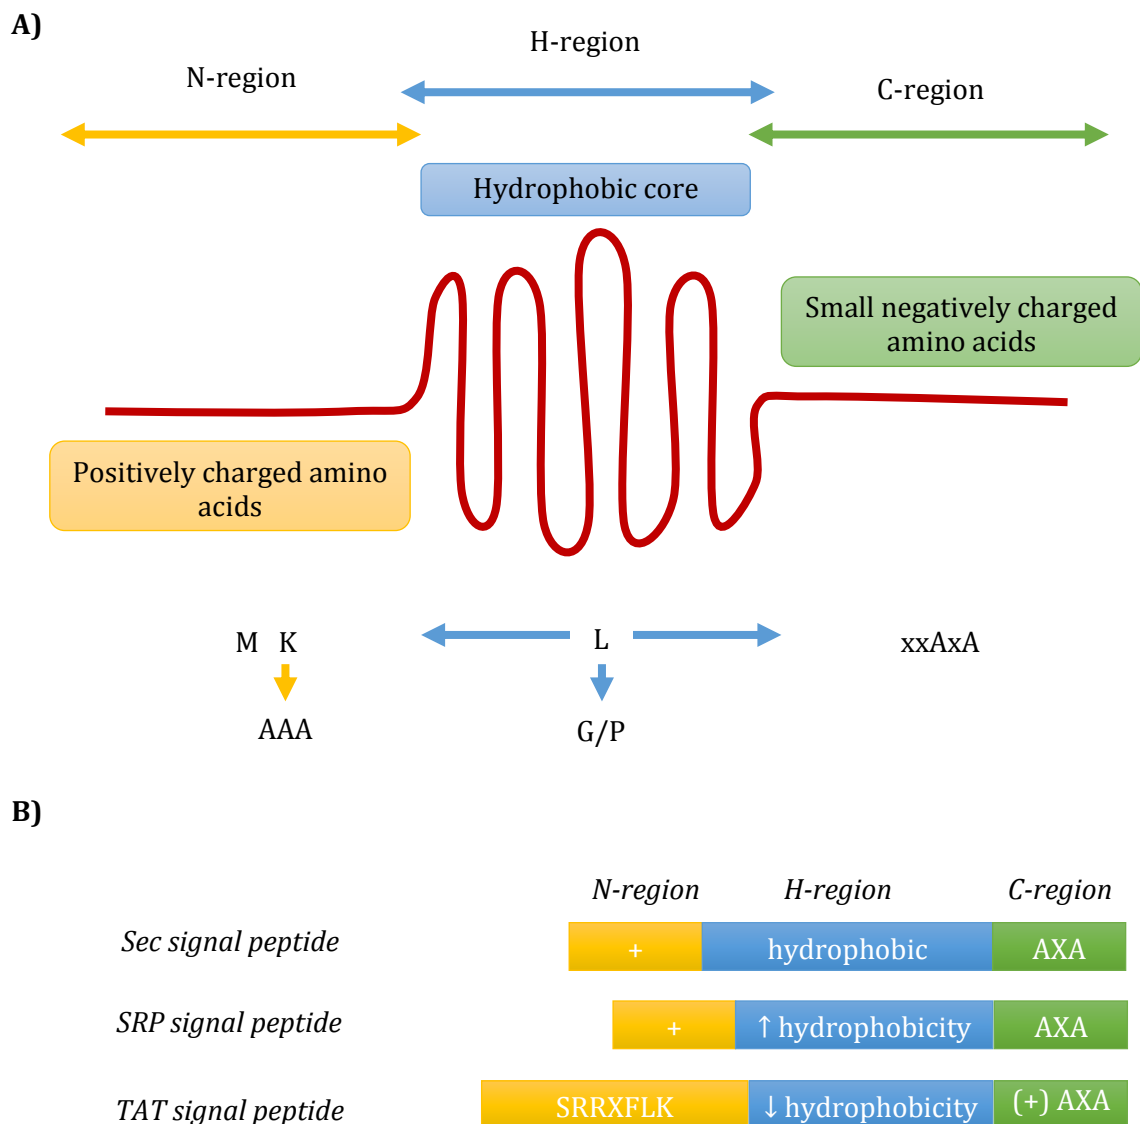 A)
H-region
N-region
C-region
Hydrophobic core
Small negatively charged
amino acids
Positively charged amino
acids
M K
L
xxAxA
AAA
G/P
B)
N-region
H-region
C-region
Sec signal peptide
+
hydrophobic
AXA
SRP signal peptide
+
↑ hydrophobicity
AXA
TAT signal peptide
SRRXFLK
↓ hydrophobicity
(+) AXA